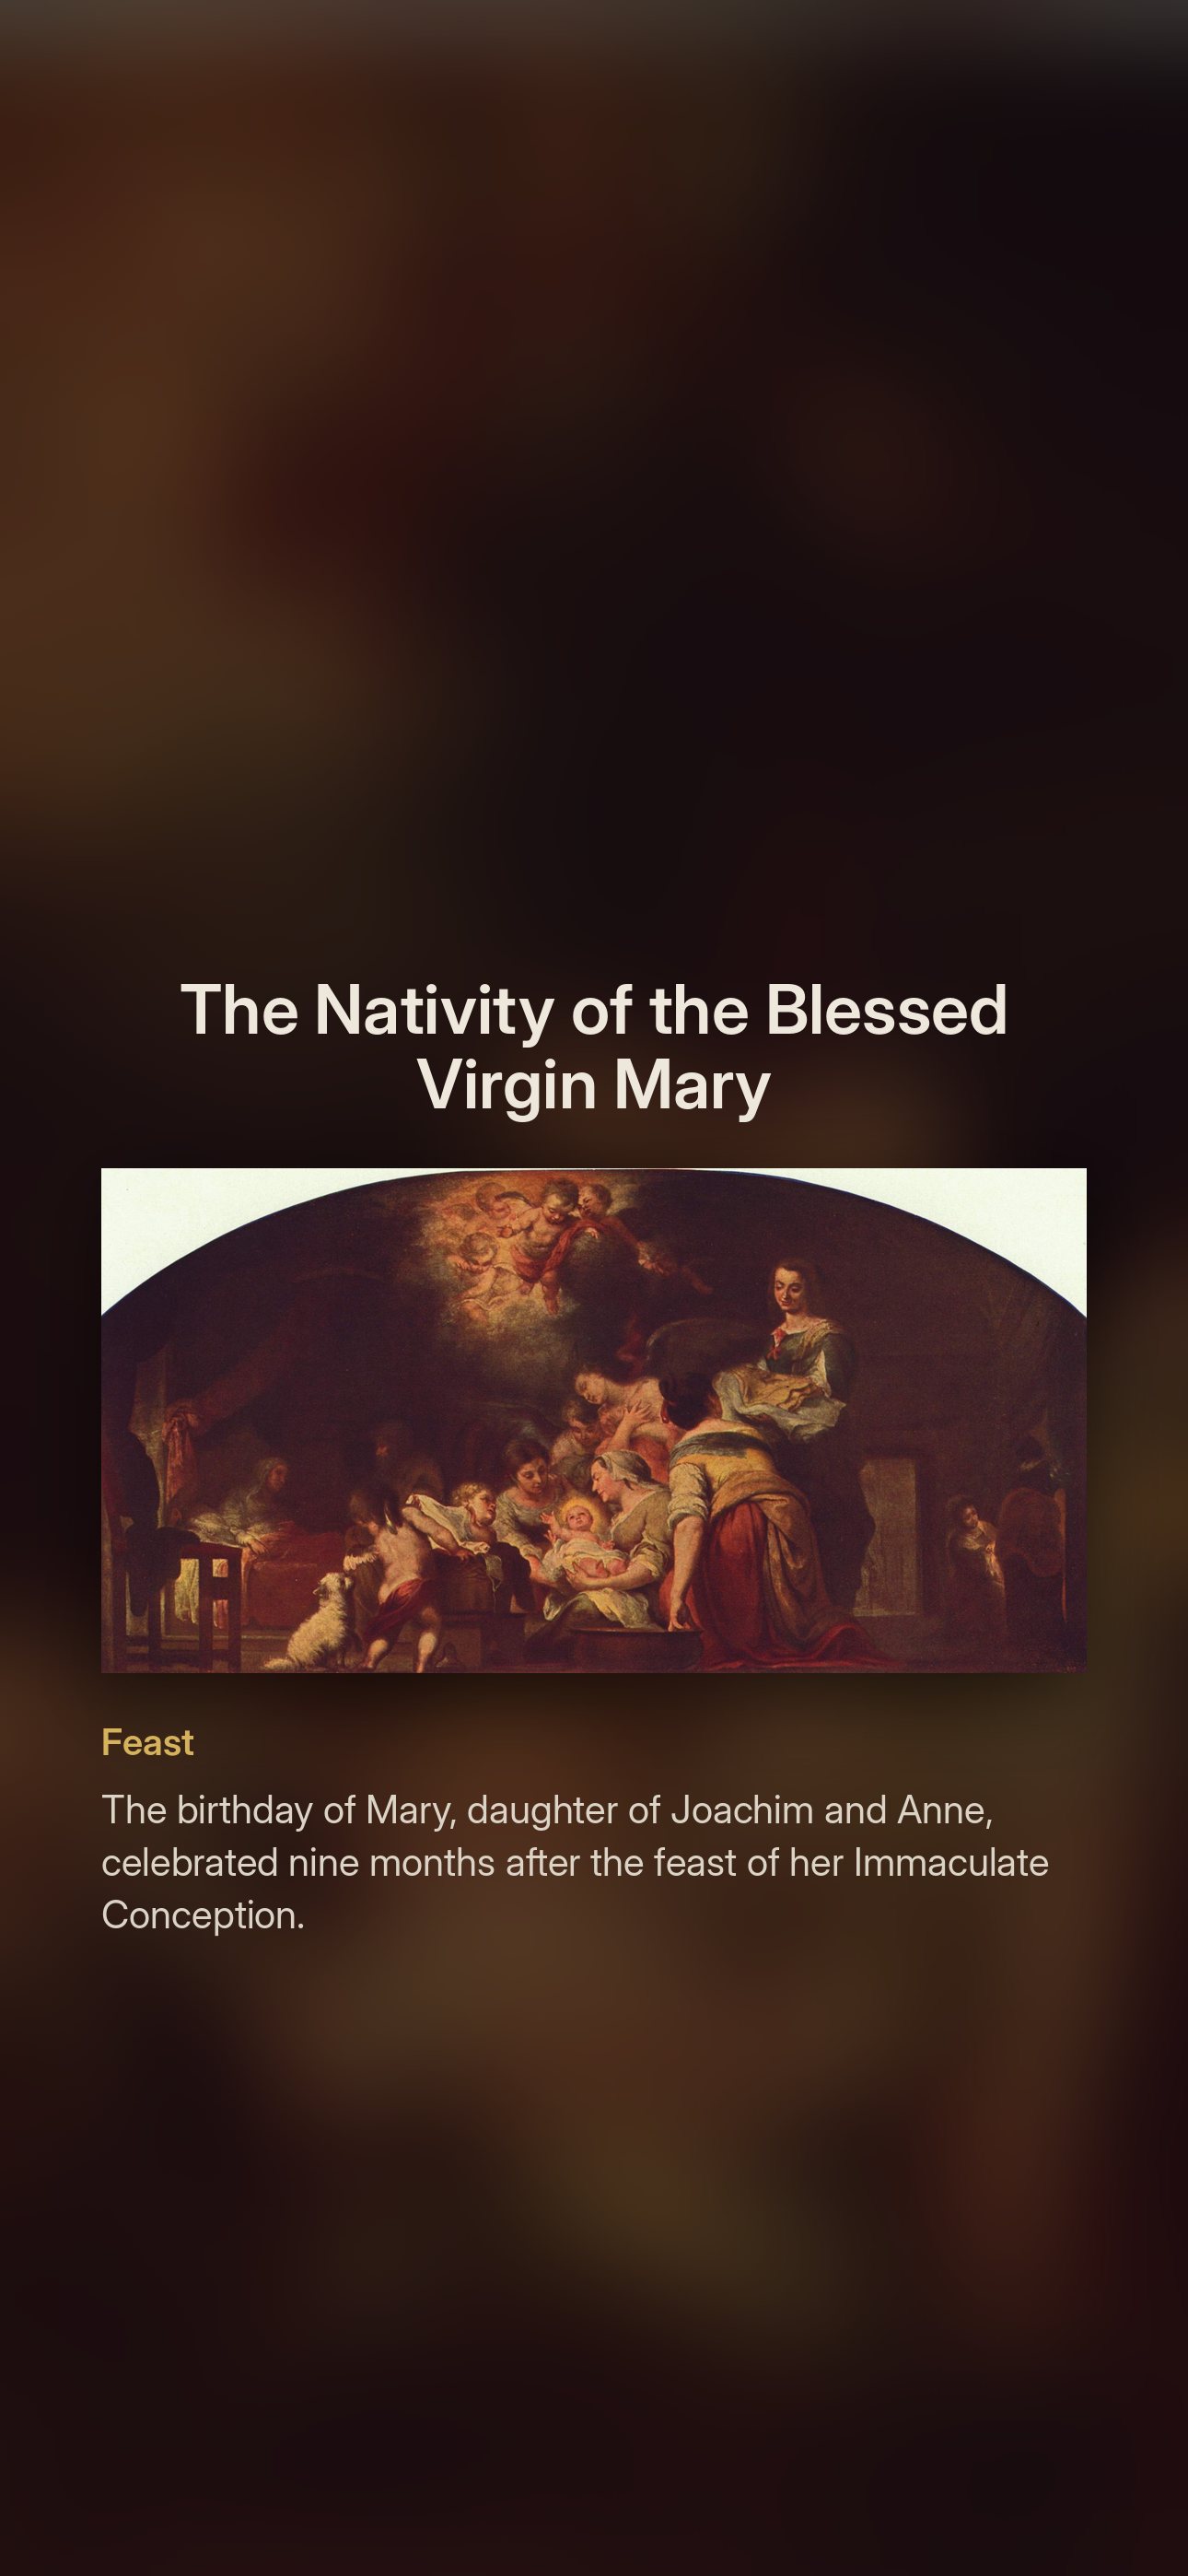 The Nativity of the Blessed
Virgin Mary
Feast
The birthday of Mary, daughter of Joachim and Anne,
celebrated nine months after the feast of her Immaculate
Conception.